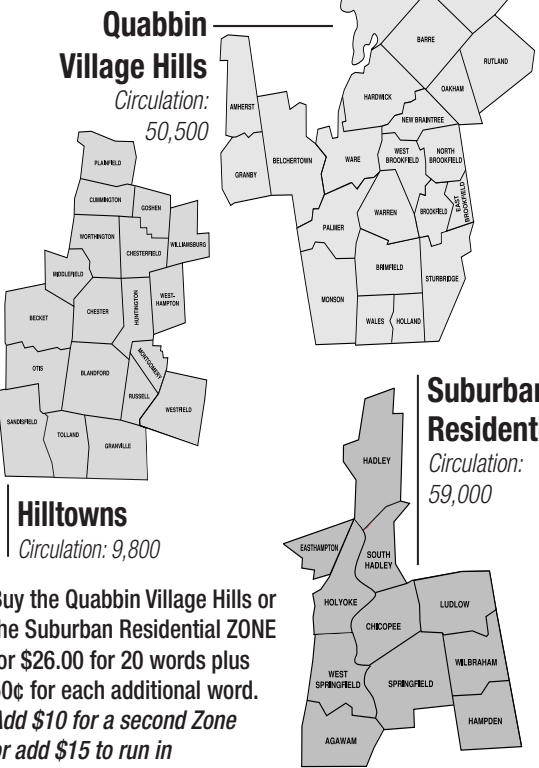 Quabbin
Village Hills
Circulation:
50,500
BARRE
RUTLAND
HARDWICK
OAKHAM
NEW BRAINTREE
AMHERST
BELCHERTOWN
WARE
WEST
BROOKFIELD
NORTH
BROOKFIELD
GRANBY
PALMER
WARREN
BROOKFIELD
EAST
BROOKFIELD
BRIMFIELD
STURBRIDGE
MONSON
WALES
HOLLAND
PLAINFIELD
CUMMINGTON
GOSHEN
WORTHINGTON
WILLIAMSBURG
CHESTERFIELD
MIDDLEFIELD
WEST-
HAMPTON
HUNTINGTON
CHESTER
BECKET
MONTGOMERY
OTIS
BLANDFORD
RUSSELL
WESTFIELD
SANDISFIELD
TOLLAND
GRANVILLE
Hilltowns
Circulation: 9,800
Suburban
Resident
Circulation:
59,000
HADLEY
EASTHAMPTON
SOUTH
HADLEY
HOLYOKE
LUDLOW
CHICOPEE
WILBRAHAM
WEST
SPRINGFIELD
SPRINGFIELD
HAMPDEN
AGAWAM
Buy the Quabbin Village Hills or
the Suburban Residential ZONE
for $26.00 for 20 words plus
50¢ for each additional word.
Add $10 for a second Zone
or add $15 to run in